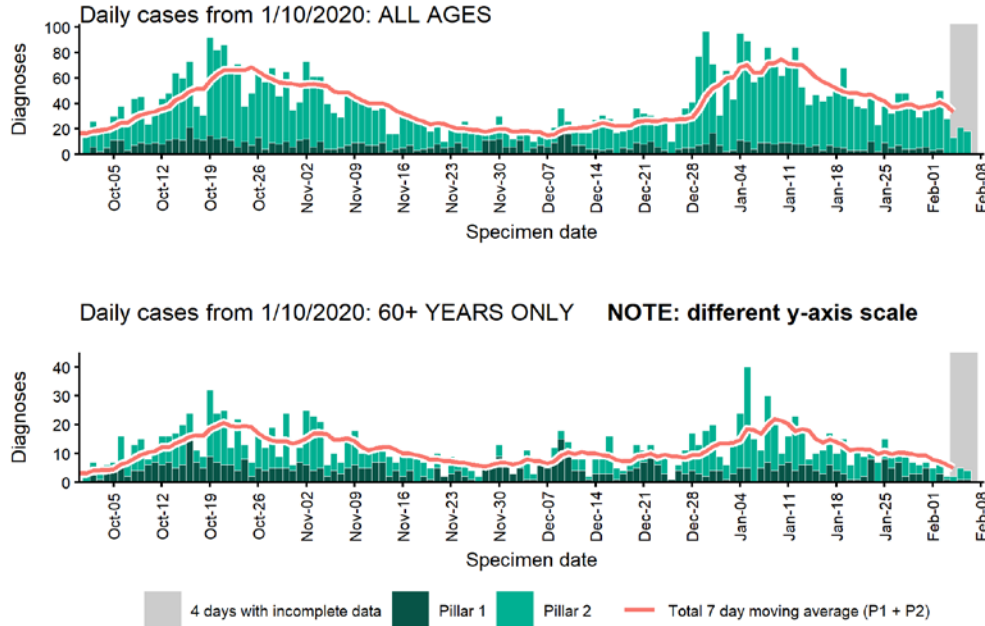 Daily cases from 1/10/2020: ALL AGES
Diagnoses
100
80
60
40
20
0
Oct-05
Oct-12
Oct-19
Oct-26
Nov-02
Nov-09
Nov-16
Nov-23
Nov-30
Dec-07
Dec-14
Dec-21
Dec-28
Jan-04
Jan-11
Jan-18
Jan-25
Feb-01
Feb-08
Specimen date
Daily cases from 1/10/2020: 60+ YEARS ONLY NOTE: different y-axis scale
Diagnoses
40
30
20
10
0
Oct-05
Oct-12
Oct-19
Oct-26
Nov-02
Nov-09
Nov-16
Nov-23
Nov-30
Dec-07
Dec-14
Dec-21
Dec-28
Jan-04
Jan-11
Jan-18
Jan-25
Feb-01
Feb-08
Specimen date
4 days with incomplete data Pillar 1 Pillar 2 Total 7 day moving average (P1 + P2)